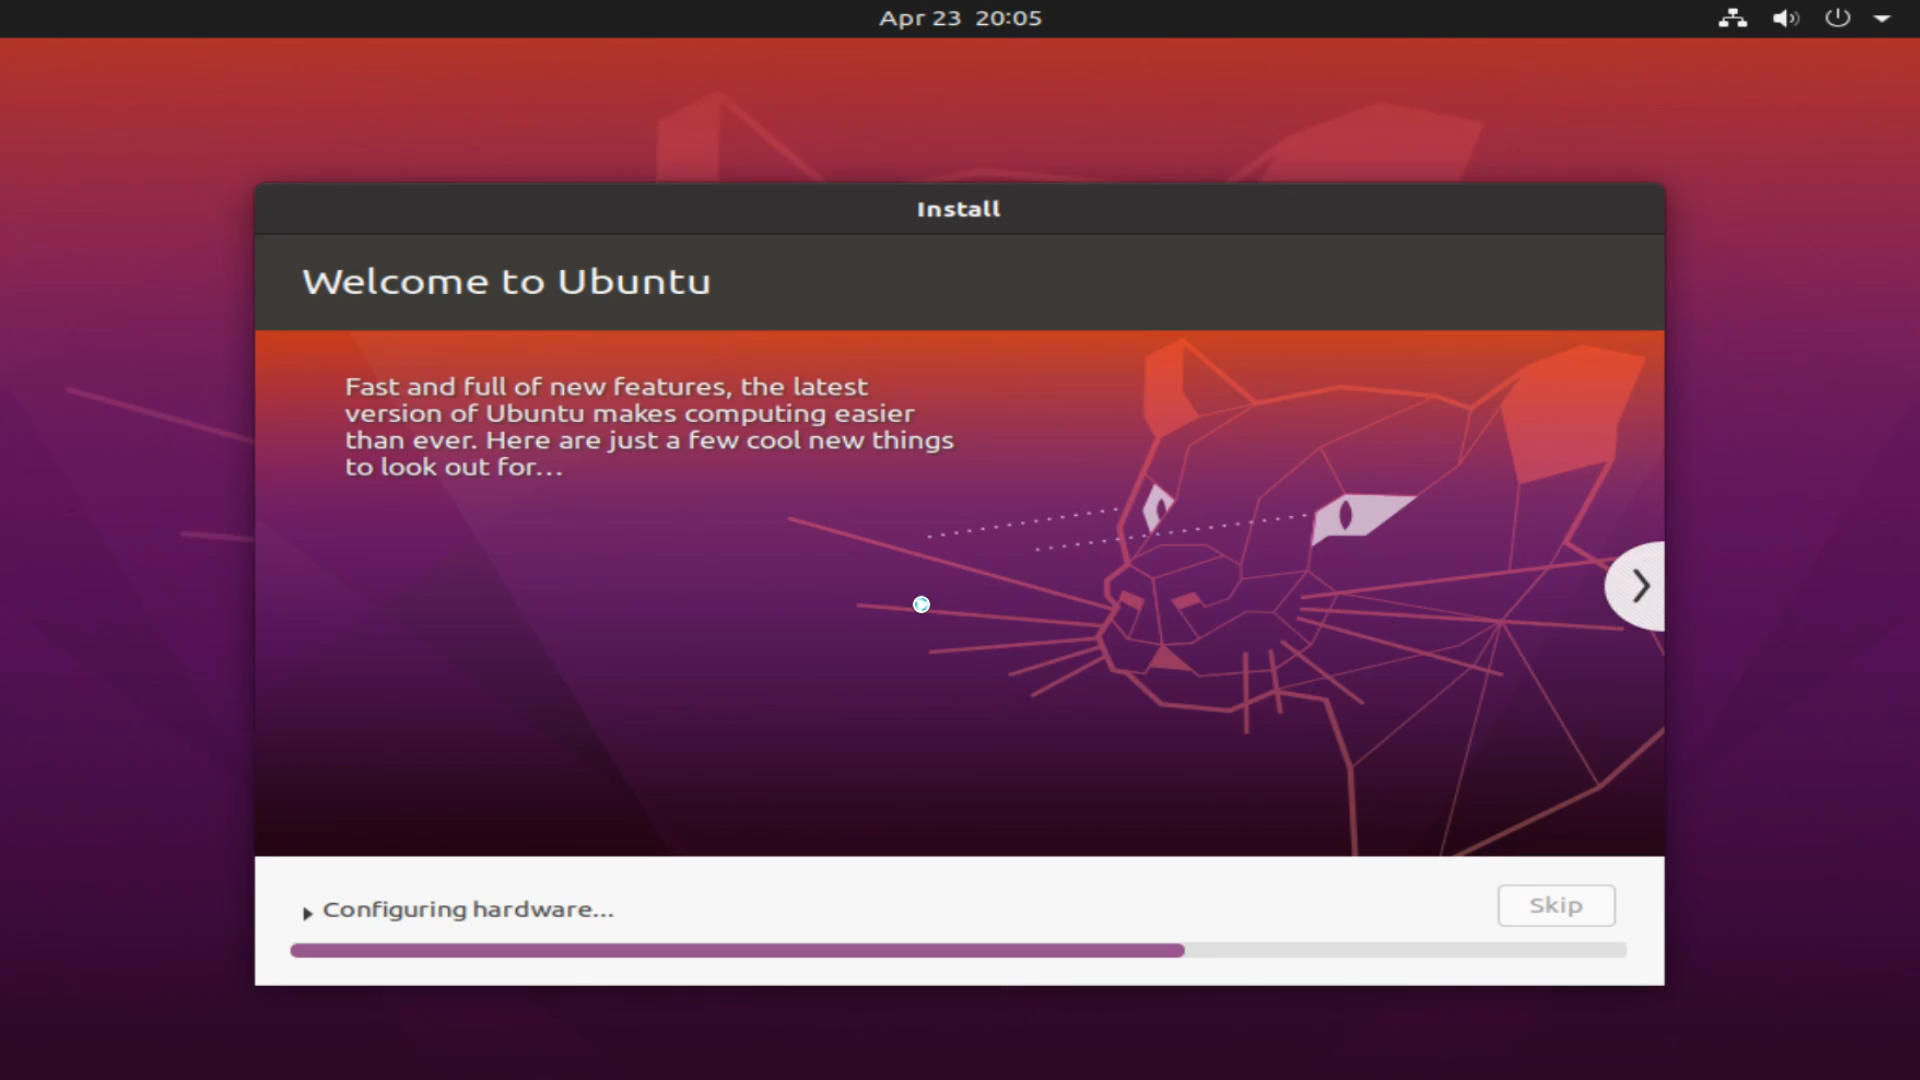 Apr 23 20:05
Install
Welcome to Ubuntu
Fast and full of new features, the latest
version of Ubuntu makes computing easier
than ever. Here are just a few cool new things
to look out for…
Configuring hardware...
Skip